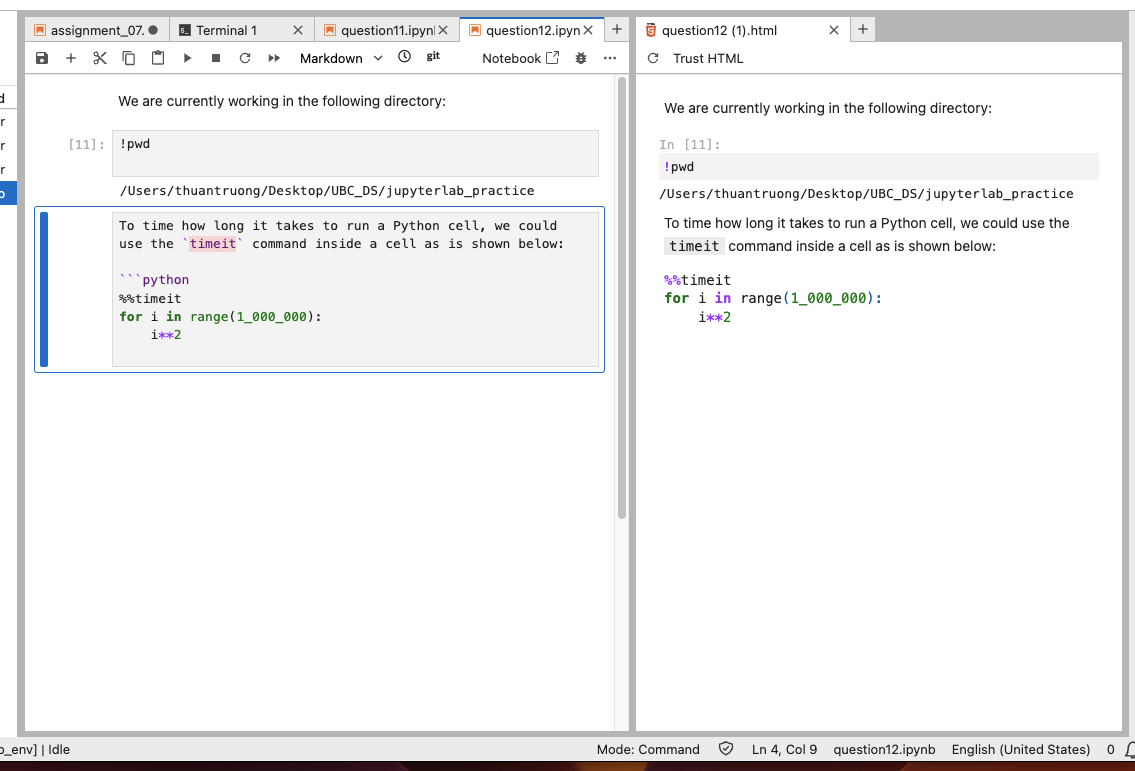 assignment_07.
Terminal 1
question11.ipyn
question12.ipyn
question12 (1).html
Markdown
git
Notebook
Trust HTML
We are currently working in the following directory:
[11]:
!pwd
/Users/thuantruong/Desktop/UBC_DS/jupyterlab_practice
To time how long it takes to run a Python cell, we could
use the `timeit` command inside a cell as is shown below:
```python
%%timeit
for i in range(1_000_000):
    i**2
We are currently working in the following directory:
In [11]:
!pwd
/Users/thuantruong/Desktop/UBC_DS/jupyterlab_practice
To time how long it takes to run a Python cell, we could use the
timeit command inside a cell as is shown below:
%%timeit
for i in range(1_000_000):
    i**2
o_env] | Idle
Mode: Command
Ln 4, Col 9
question12.ipynb
English (United States)
0